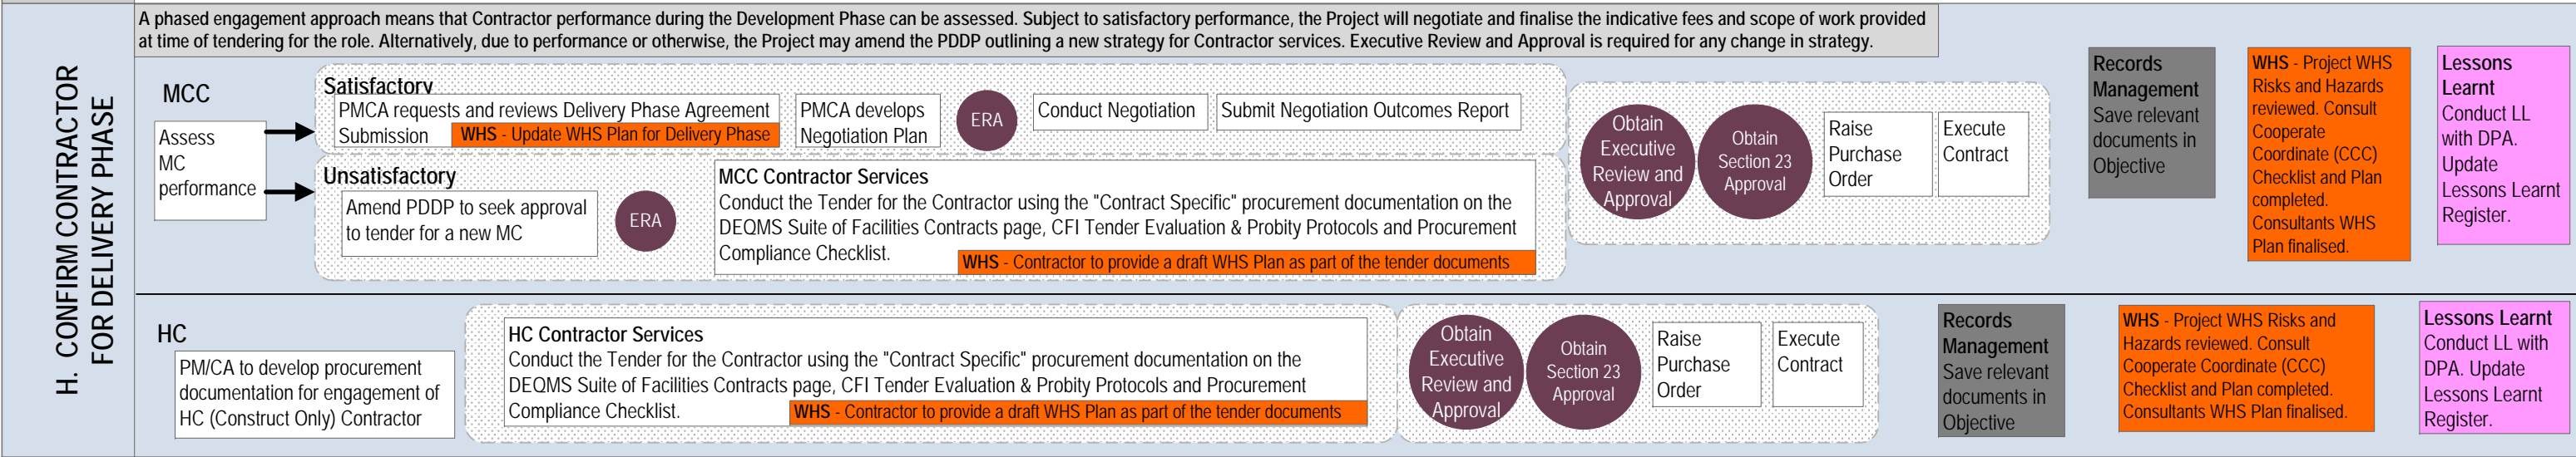 H. CONFIRM CONTRACTOR
FOR DELIVERY PHASE
A phased engagement approach means that Contractor performance during the Development Phase can be assessed. Subject to satisfactory performance, the Project will negotiate and finalise the indicative fees and scope of work provided
at time of tendering for the role. Alternatively, due to performance or otherwise, the Project may amend the PDDP outlining a new strategy for Contractor services. Executive Review and Approval is required for any change in strategy.
MCC
Assess
MC
performance
Satisfactory
PMCA requests and reviews Delivery Phase Agreement
Submission
WHS - Update WHS Plan for Delivery Phase
PMCA develops
Negotiation Plan
ERA
Conduct Negotiation
Submit Negotiation Outcomes Report
Unsatisfactory
Amend PDDP to seek approval
to tender for a new MC
ERA
MCC Contractor Services
Conduct the Tender for the Contractor using the "Contract Specific" procurement documentation on the
DEQMS Suite of Facilities Contracts page, CFI Tender Evaluation & Probity Protocols and Procurement
Compliance Checklist.
WHS - Contractor to provide a draft WHS Plan as part of the tender documents
Obtain
Executive
Review and
Approval
Obtain
Section 23
Approval
Raise
Purchase
Order
Execute
Contract
Records
Management
Save relevant
documents in
Objective
WHS - Project WHS
Risks and Hazards
reviewed. Consult
Cooperate
Coordinate (CCC)
Checklist and Plan
completed.
Consultants WHS
Plan finalised.
Lessons
Learnt
Conduct LL
with DPA.
Update
Lessons Learnt
Register.
HC
PM/CA to develop procurement
documentation for engagement of
HC (Construct Only) Contractor
HC Contractor Services
Conduct the Tender for the Contractor using the "Contract Specific" procurement documentation on the
DEQMS Suite of Facilities Contracts page, CFI Tender Evaluation & Probity Protocols and Procurement
Compliance Checklist.
WHS - Contractor to provide a draft WHS Plan as part of the tender documents
Obtain
Executive
Review and
Approval
Obtain
Section 23
Approval
Raise
Purchase
Order
Execute
Contract
Records
Management
Save relevant
documents in
Objective
WHS - Project WHS Risks and
Hazards reviewed. Consult
Cooperate Coordinate (CCC)
Checklist and Plan completed.
Consultants WHS Plan finalised.
Lessons Learnt
Conduct LL with
DPA. Update
Lessons Learnt
Register.